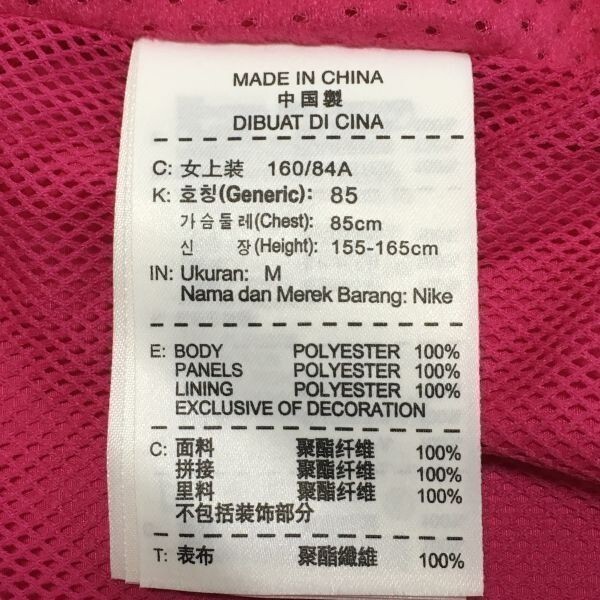 MADE IN CHINA
中国製
DIBUAT DI CINA
C: 女上装 160/84A
K: 호칭(Generic): 85
가슴둘레(Chest): 85cm
신 장(Height): 155-165cm
IN: Ukuran: M
Nama dan Merek Barang: Nike
E: BODY POLYESTER 100%
PANELS POLYESTER 100%
LINING POLYESTER 100%
EXCLUSIVE OF DECORATION
C: 面料 聚酯纤维 100%
拼接 聚酯纤维 100%
里料 聚酯纤维 100%
不包括装饰部分
T: 表布 聚酯纖維 100%